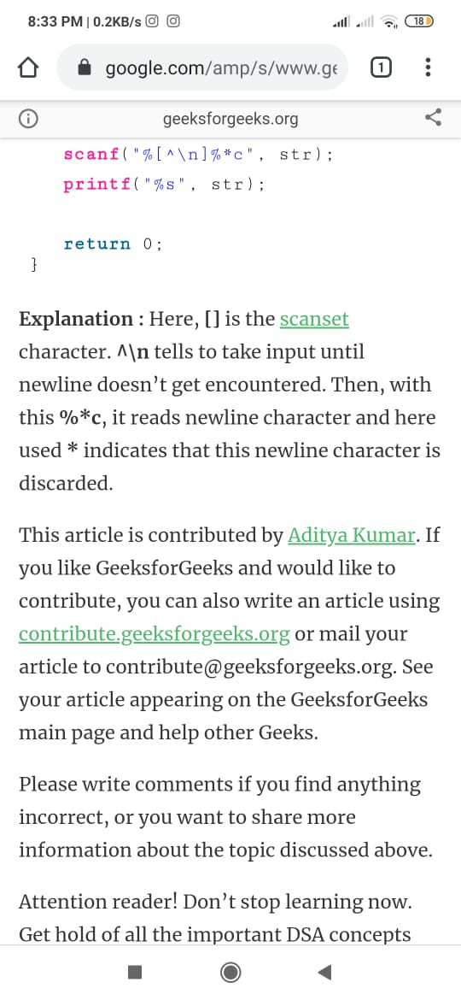 8:33 PM | 0.2KB/s
18
google.com/amp/s/www.ge
1
geeksforgeeks.org
scanf("%[^\n]%*c", str);
printf("%s", str);
return 0;
}
Explanation : Here, [] is the scanset
character. ^\n tells to take input until
newline doesn’t get encountered. Then, with
this %*c, it reads newline character and here
used * indicates that this newline character is
discarded.
This article is contributed by Aditya Kumar. If
you like GeeksforGeeks and would like to
contribute, you can also write an article using
contribute.geeksforgeeks.org or mail your
article to contribute@geeksforgeeks.org. See
your article appearing on the GeeksforGeeks
main page and help other Geeks.
Please write comments if you find anything
incorrect, or you want to share more
information about the topic discussed above.
Attention reader! Don’t stop learning now.
Get hold of all the important DSA concepts